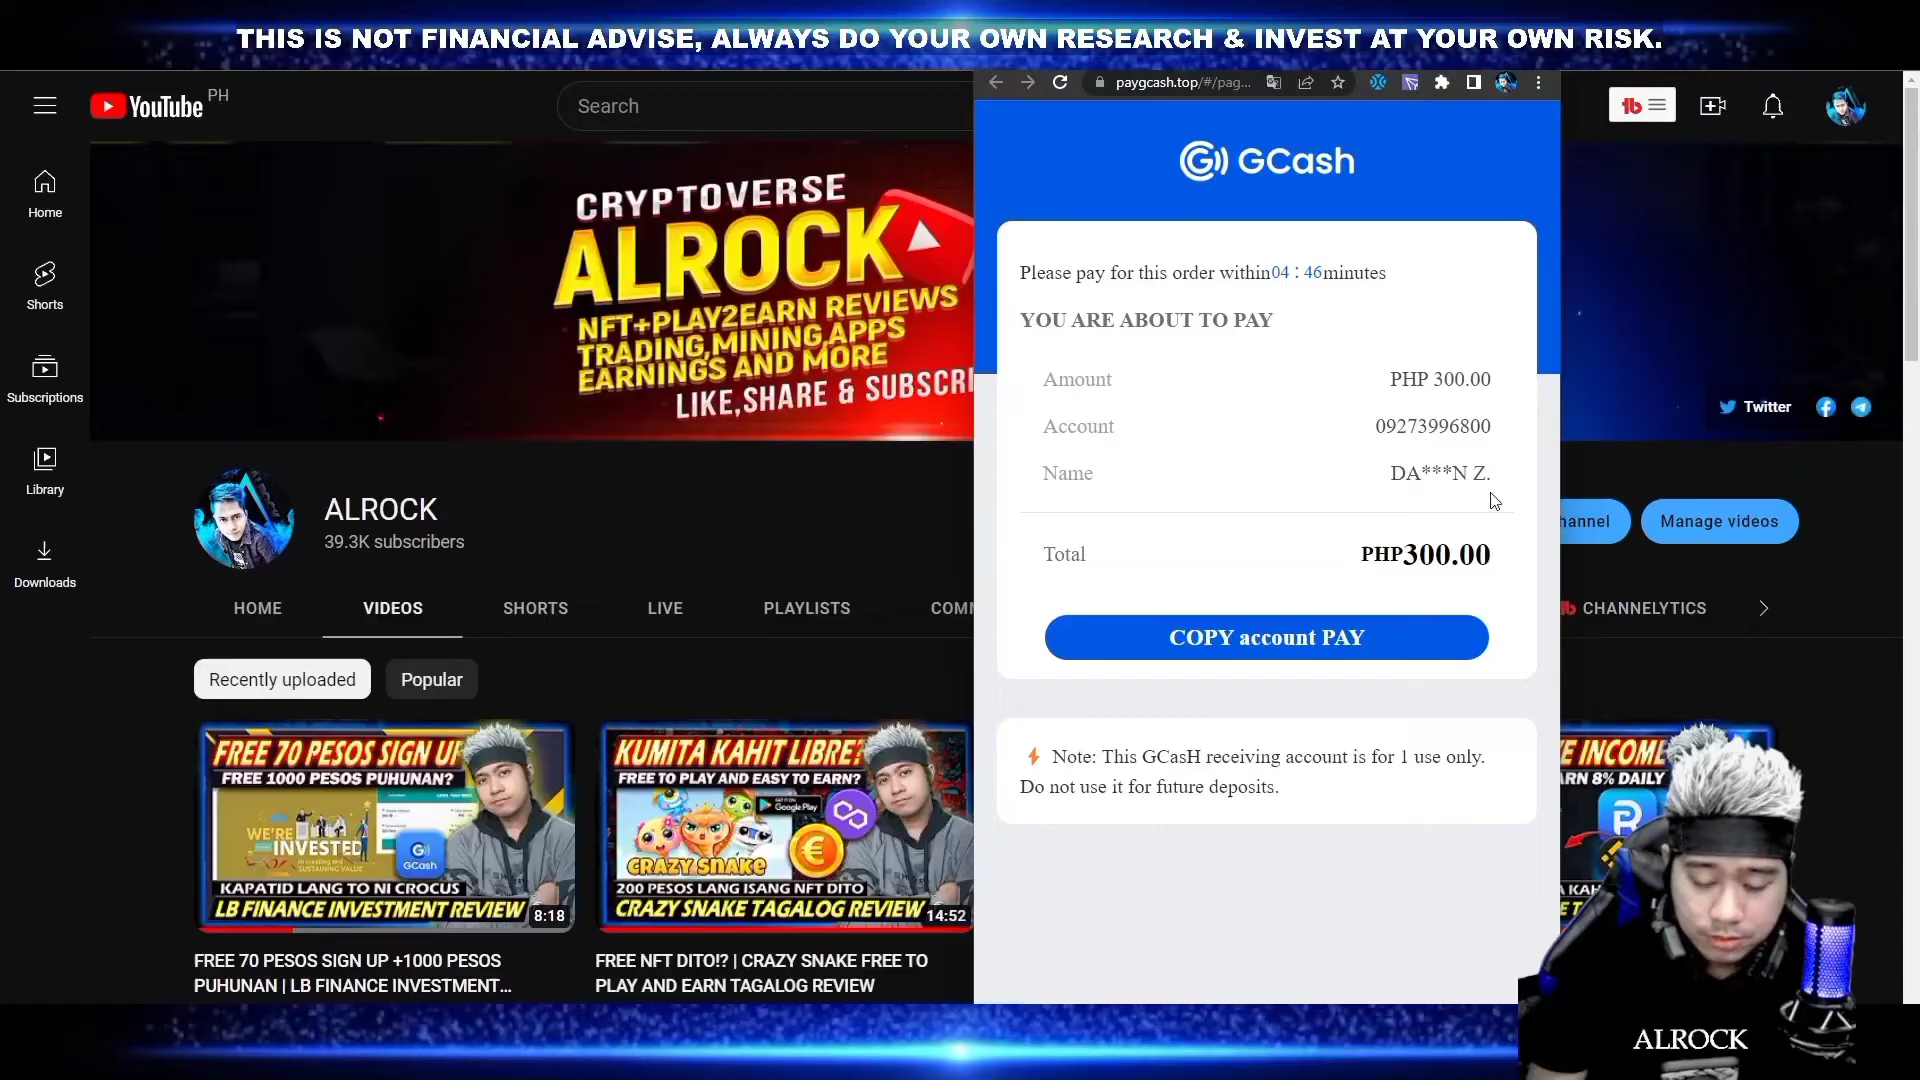 THIS IS NOT FINANCIAL ADVISE, ALWAYS DO YOUR OWN RESEARCH & INVEST AT YOUR OWN RISK.
YouTube PH
Search
paygcash.top/#/pag...
Home
Shorts
Subscriptions
Library
Downloads
CRYPTOVERSE
ALROCK
NFT+PLAY2EARN REVIEWS
TRADING,MINING,APPS
EARNINGS AND MORE
LIKE,SHARE & SUBSCRI
Twitter
ALROCK
39.3K subscribers
hannel
Manage videos
HOME
VIDEOS
SHORTS
LIVE
PLAYLISTS
COMM
CHANNELYTICS
Recently uploaded
Popular
GCash
Please pay for this order within04 : 46minutes
YOU ARE ABOUT TO PAY
Amount PHP 300.00
Account 09273996800
Name DA***N Z.
Total PHP300.00
COPY account PAY
Note: This GCasH receiving account is for 1 use only.
Do not use it for future deposits.
FREE 70 PESOS SIGN UP
FREE 1000 PESOS PUHUNAN?
WE'RE
INVESTED
GCash
KAPATID LANG TO NI CROCUS
LB FINANCE INVESTMENT REVIEW
8:18
FREE 70 PESOS SIGN UP +1000 PESOS
PUHUNAN | LB FINANCE INVESTMENT...
KUMITA KAHIT LIBRE?
FREE TO PLAY AND EASY TO EARN?
GET IT ON
Google Play
CRAZY SNAKE
200 PESOS LANG ISANG NFT DITO
CRAZY SNAKE TAGALOG REVIEW
14:52
FREE NFT DITO!? | CRAZY SNAKE FREE TO
PLAY AND EARN TAGALOG REVIEW
E INCOME
ARN 8% DAILY
ALROCK